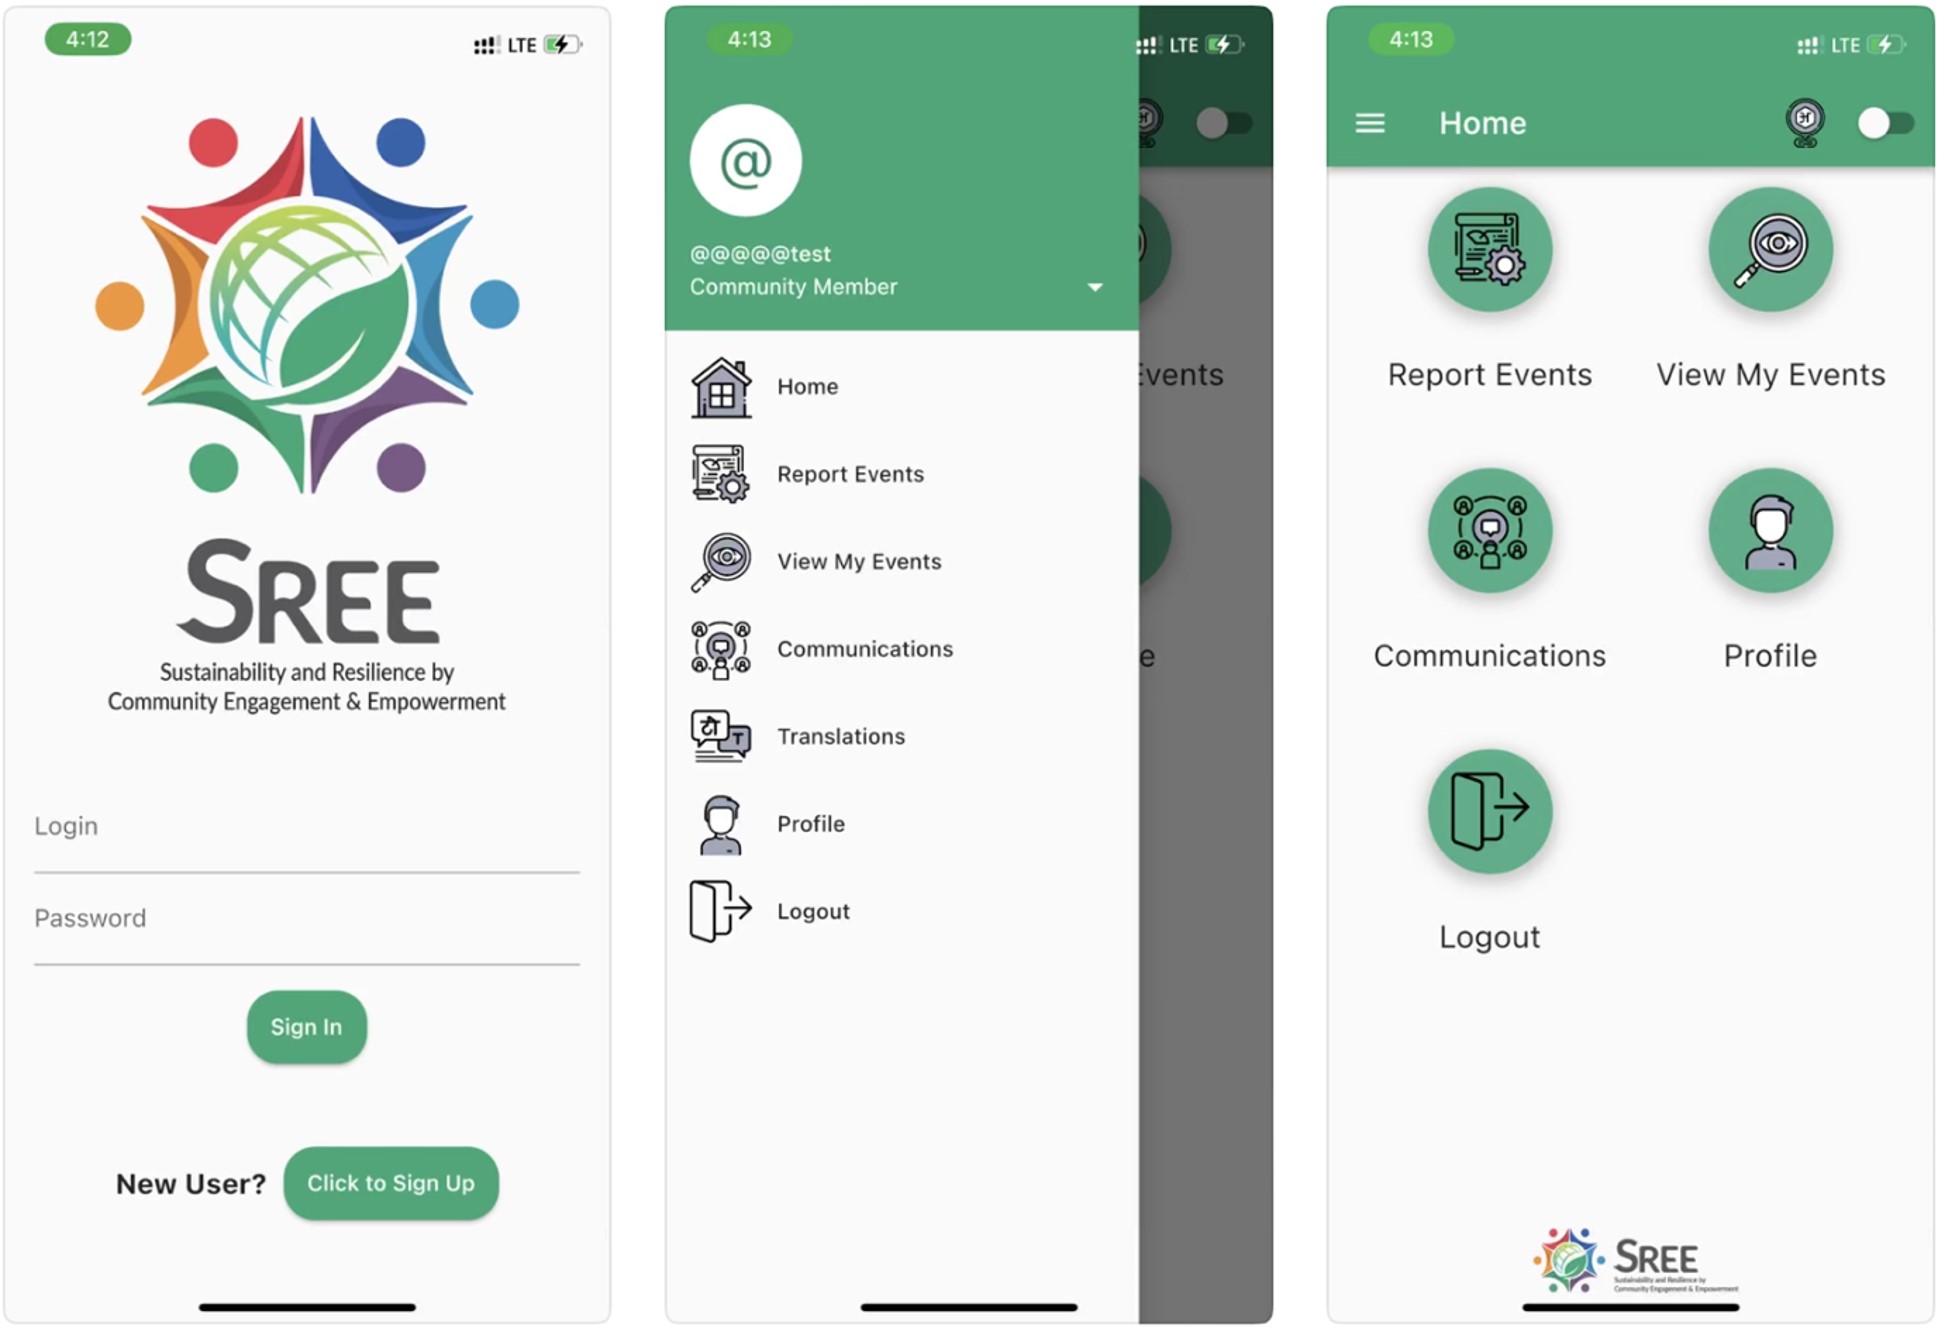 4:12
LTE
SREE
Sustainability and Resilience by
Community Engagement & Empowerment
Login
Password
Sign In
New User?
Click to Sign Up
4:13
LTE
@
@@@@@test
Community Member
Home
Report Events
View My Events
Communications
Translations
Profile
Logout
Events
e
4:13
LTE
Home
Report Events
View My Events
Communications
Profile
Logout
SREE
Sustainability and Resilience by
Community Engagement & Empowerment